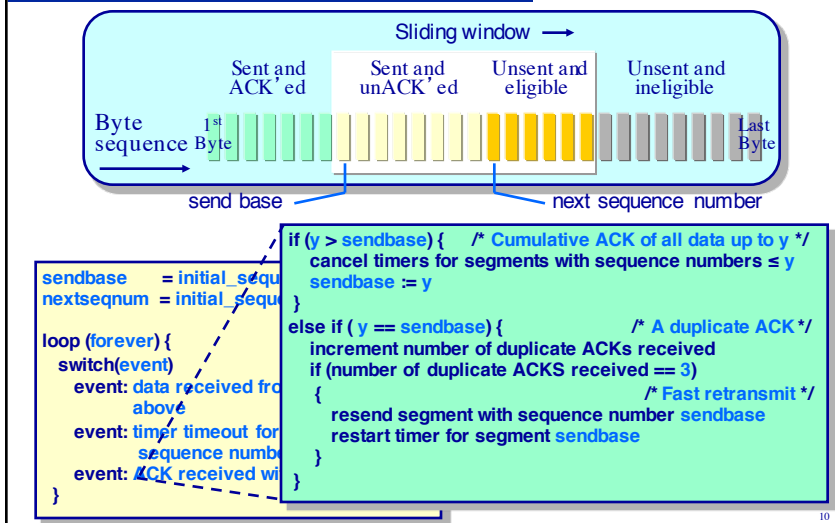 Sliding window →
Sent and ACK'ed
Sent and unACK'ed
Unsent and eligible
Unsent and ineligible
Byte sequence
1st Byte
Last Byte
send base
next sequence number
sendbase = initial_sequ
nextseqnum = initial_seque
loop (forever) {
switch(event)
event: data received fro
above
event: timer timeout for
sequence numbe
event: ACK received wi
}
if (y > sendbase) { /* Cumulative ACK of all data up to y */
cancel timers for segments with sequence numbers ≤ y
sendbase := y
}
else if ( y == sendbase) { /* A duplicate ACK */
increment number of duplicate ACKs received
if (number of duplicate ACKS received == 3)
{ /* Fast retransmit */
resend segment with sequence number sendbase
restart timer for segment sendbase
}
}
10